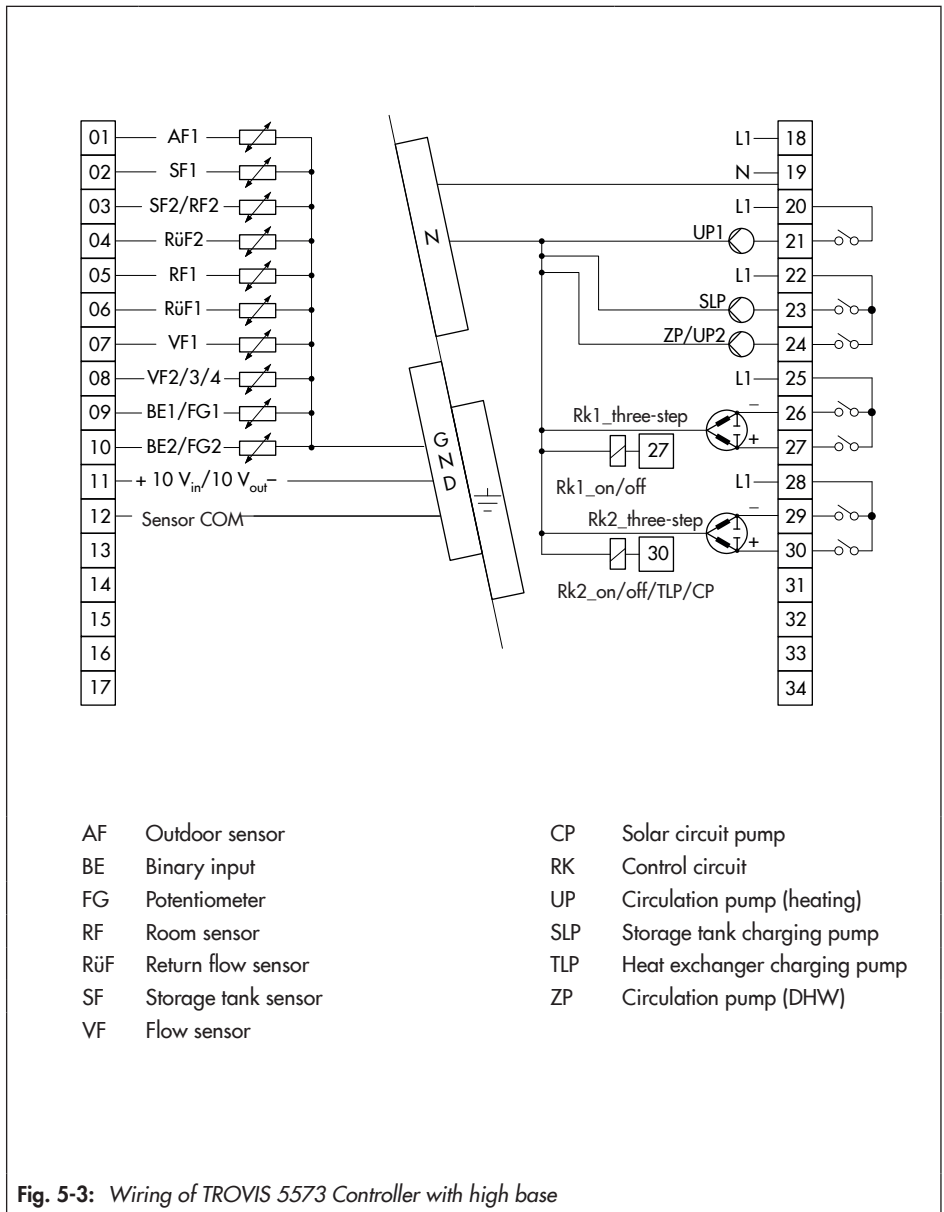 01 AF1 L1 18
02 SF1 N 19
03 SF2/RF2 L1 20
04 RüF2 N UP1 21
05 RF1 L1 22
06 RüF1 SLP 23
07 VF1 ZP/UP2 24
08 VF2/3/4 L1 25
09 BE1/FG1 Rk1_three-step – 26
10 BE2/FG2 GND 27 + 27
11 + 10 Vin/10 Vout– Rk1_on/off L1 28
12 Sensor COM Rk2_three-step – 29
13 30 + 30
14 Rk2_on/off/TLP/CP 31
15 32
16 33
17 34
AF Outdoor sensor
BE Binary input
FG Potentiometer
RF Room sensor
RüF Return flow sensor
SF Storage tank sensor
VF Flow sensor
CP Solar circuit pump
RK Control circuit
UP Circulation pump (heating)
SLP Storage tank charging pump
TLP Heat exchanger charging pump
ZP Circulation pump (DHW)
Fig. 5-3: Wiring of TROVIS 5573 Controller with high base